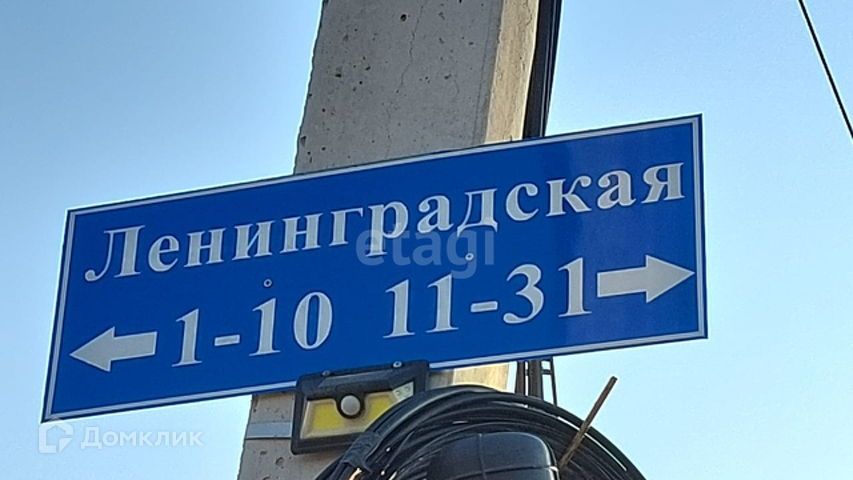 Ленинградская
← 1-10 11-31 →
etagi
Домклик